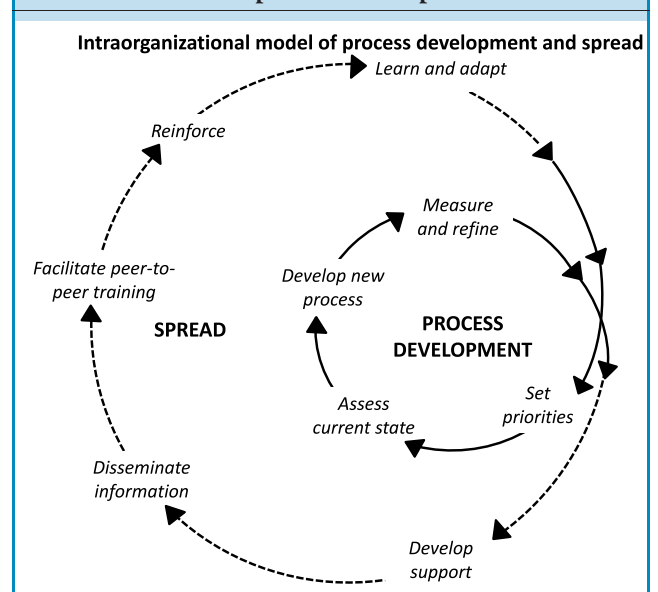 Intraorganizational model of process development and spread
Learn and adapt
Reinforce
Measure
and refine
Facilitate peer-to-
peer training
Develop new
process
SPREAD
PROCESS
DEVELOPMENT
Set
priorities
Assess
current state
Disseminate
information
Develop
support